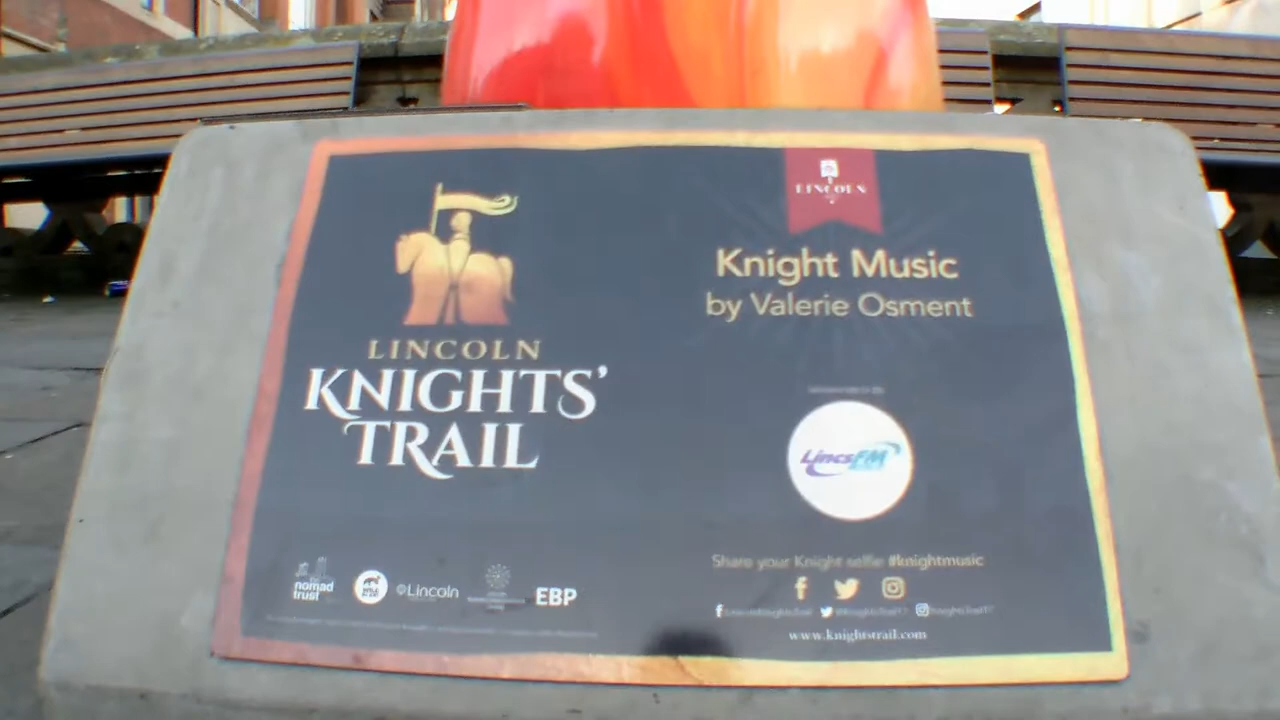 LINCOLN
KNIGHTS'
TRAIL
nomad
trust
@Lincoln
EBP
LINCOLN
Knight Music
by Valerie Osment
LincsFM
Share your Knight selfie #knightmusic
www.knightstrail.com